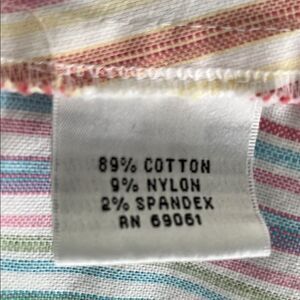 89% COTTON
9% NYLON
2% SPANDEX
RN 69061